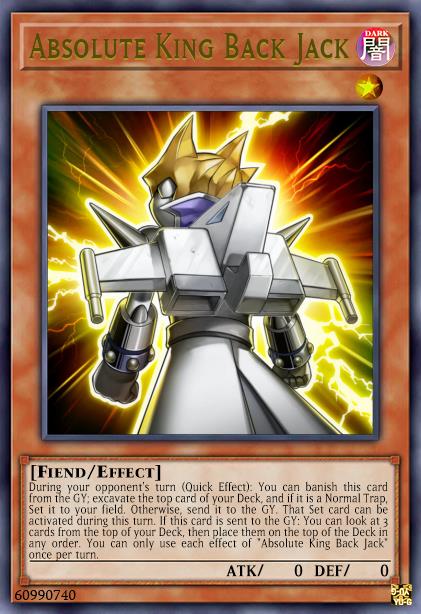 Absolute King Back Jack
DARK
闇
[Fiend/Effect]
During your opponent's turn (Quick Effect): You can banish this card
from the GY; excavate the top card of your Deck, and if it is a Normal Trap,
Set it to your field. Otherwise, send it to the GY. That Set card can be
activated during this turn. If this card is sent to the GY: You can look at 3
cards from the top of your Deck, then place them on the top of the Deck in
any order. You can only use each effect of "Absolute King Back Jack"
once per turn.
ATK/ 0 DEF/ 0
60990740